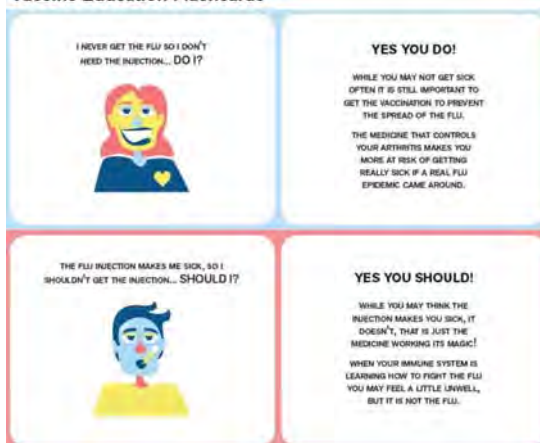 I NEVER GET THE FLU SO I DON'T
NEED THE INJECTION... DO I?
YES YOU DO!
WHILE YOU MAY NOT GET SICK
OFTEN IT IS STILL IMPORTANT TO
GET THE VACCINATION TO PREVENT
THE SPREAD OF THE FLU.
THE MEDICINE THAT CONTROLS
YOUR ARTHRITIS MAKES YOU
MORE AT RISK OF GETTING
REALLY SICK IF A REAL FLU
EPIDEMIC CAME AROUND.
THE FLU INJECTION MAKES ME SICK, SO I
SHOULDN'T GET THE INJECTION... SHOULD I?
YES YOU SHOULD!
WHILE YOU MAY THINK THE
INJECTION MAKES YOU SICK, IT
DOESN'T, THAT IS JUST THE
MEDICINE WORKING ITS MAGIC!
WHEN YOUR IMMUNE SYSTEM IS
LEARNING HOW TO FIGHT THE FLU
YOU MAY FEEL A LITTLE UNWELL,
BUT IT IS NOT THE FLU.